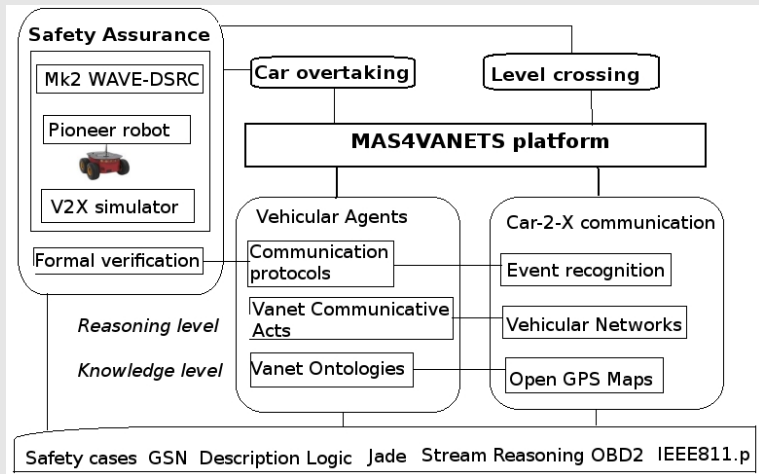 Safety Assurance
Mk2 WAVE-DSRC
Pioneer robot
V2X simulator
Formal verification
Car overtaking
Level crossing
MAS4VANETS platform
Vehicular Agents
Communication
protocols
Vanet Communicative
Acts
Vanet Ontologies
Car-2-X communication
Event recognition
Vehicular Networks
Open GPS Maps
Reasoning level
Knowledge level
Safety cases GSN Description Logic Jade Stream Reasoning OBD2 IEEE811.p